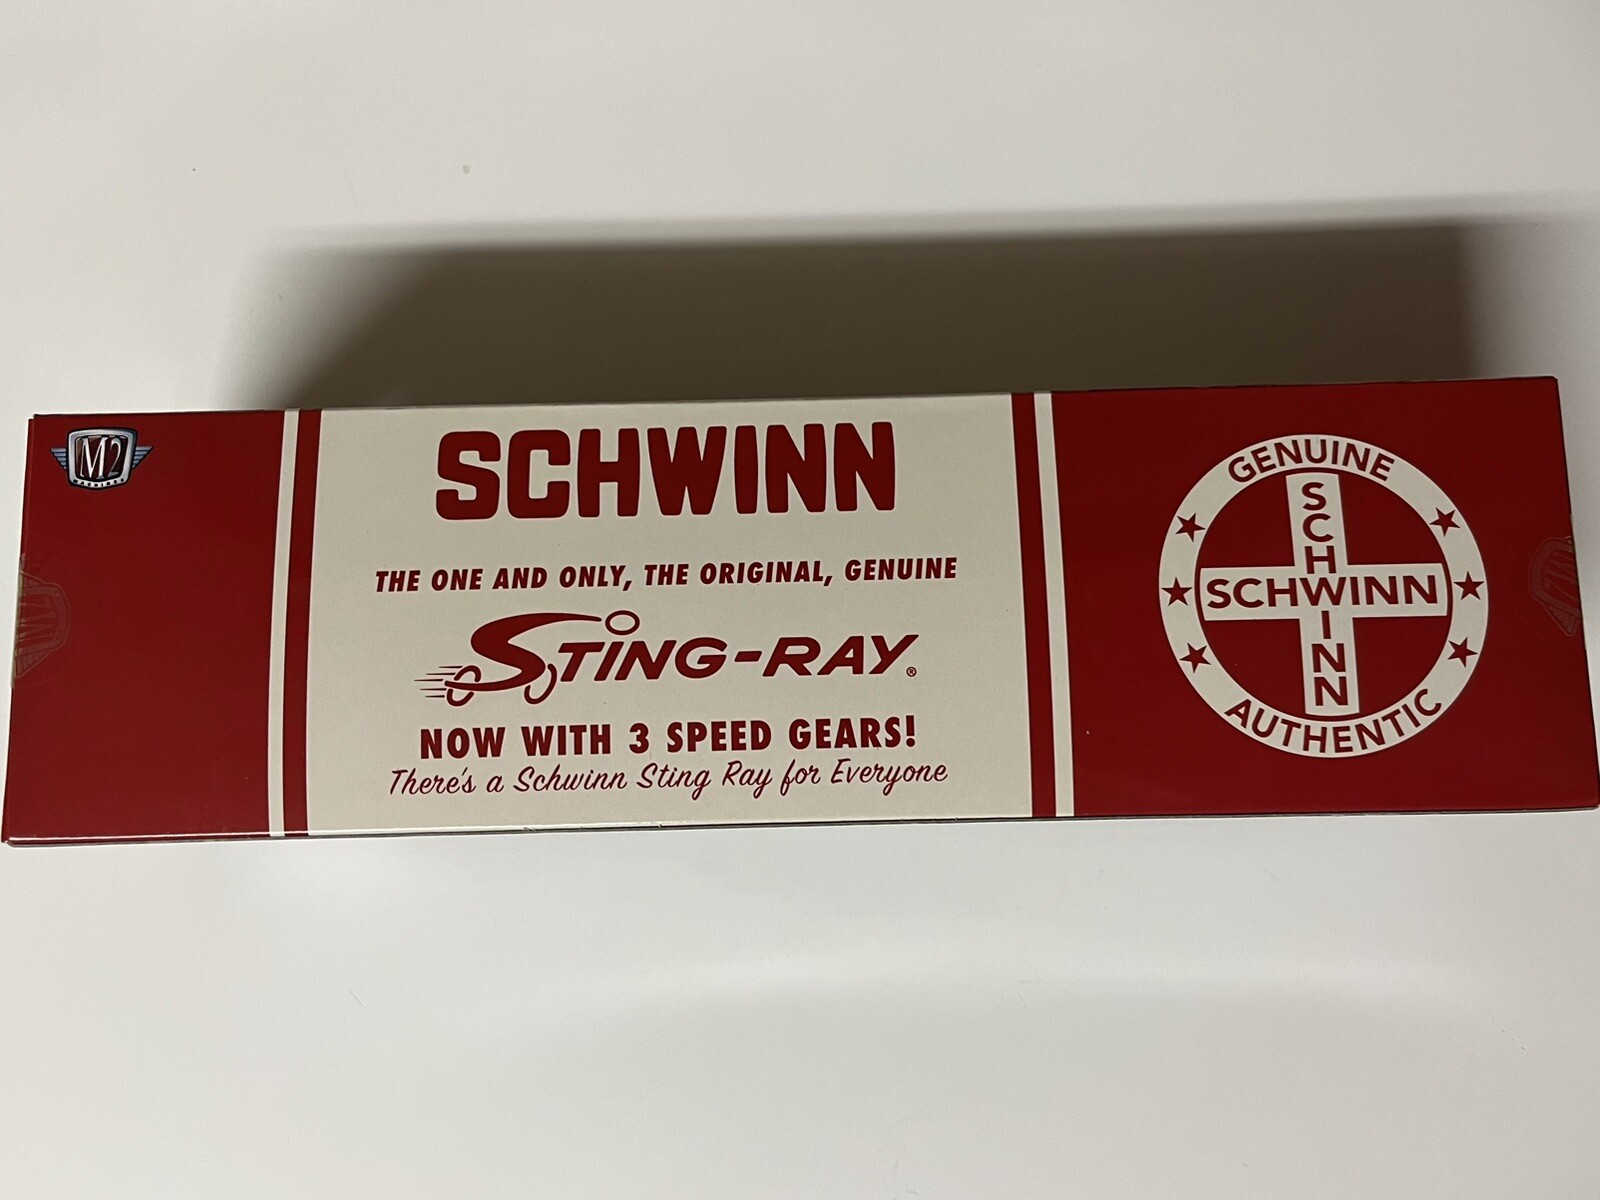 M2
MACHINES
SCHWINN
THE ONE AND ONLY, THE ORIGINAL, GENUINE
STING-RAY®
NOW WITH 3 SPEED GEARS!
There's a Schwinn Sting Ray for Everyone
GENUINE
SCHWINN
SCHWINN
AUTHENTIC